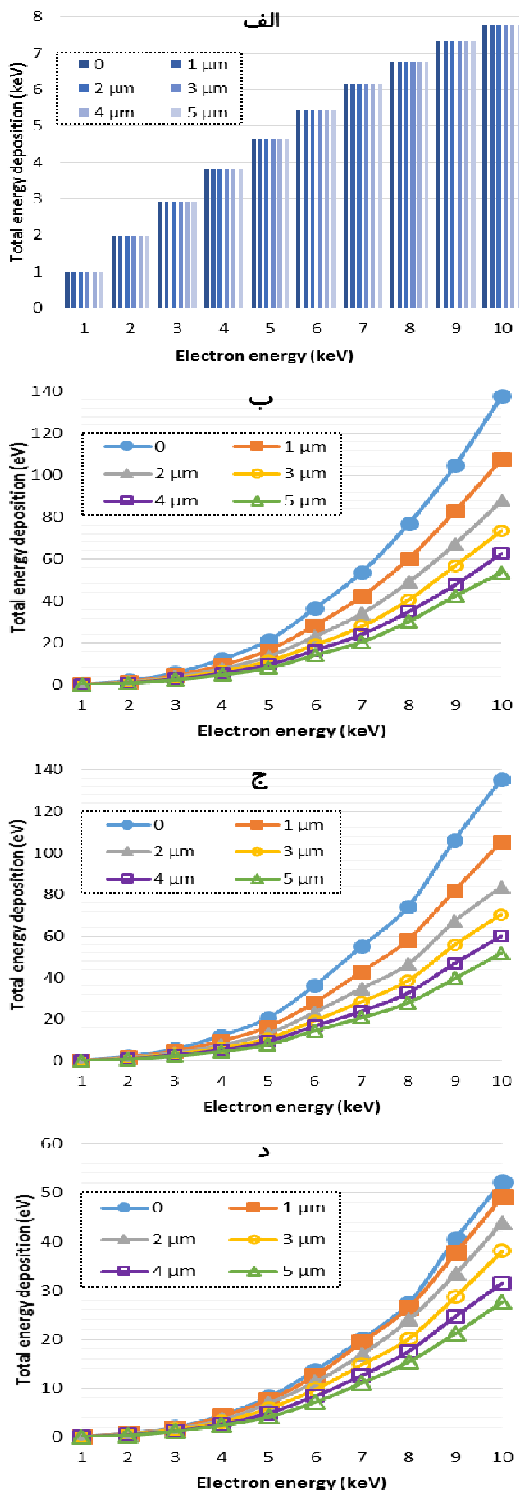 الف
8
7
6
5
4
3
2
1
0
Total energy deposition (keV)
0 1 µm
2 µm 3 µm
4 µm 5 µm
1 2 3 4 5 6 7 8 9 10
Electron energy (keV)
ب
140
120
100
80
60
40
20
0
Total energy deposition (eV)
0 1 µm
2 µm 3 µm
4 µm 5 µm
1 2 3 4 5 6 7 8 9 10
Electron energy (keV)
ج
140
120
100
80
60
40
20
0
Total energy deposition (eV)
0 1 µm
2 µm 3 µm
4 µm 5 µm
1 2 3 4 5 6 7 8 9 10
Electron energy (keV)
د
60
50
40
30
20
10
0
Total energy deposition (eV)
0 1 µm
2 µm 3 µm
4 µm 5 µm
1 2 3 4 5 6 7 8 9 10
Electron energy (keV)